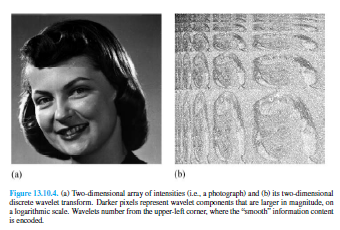 (a)
(b)
Figure 13.10.4. (a) Two-dimensional array of intensities (i.e., a photograph) and (b) its two-dimensional
discrete wavelet transform. Darker pixels represent wavelet components that are larger in magnitude, on
a logarithmic scale. Wavelets number from the upper-left corner, where the “smooth” information content
is encoded.